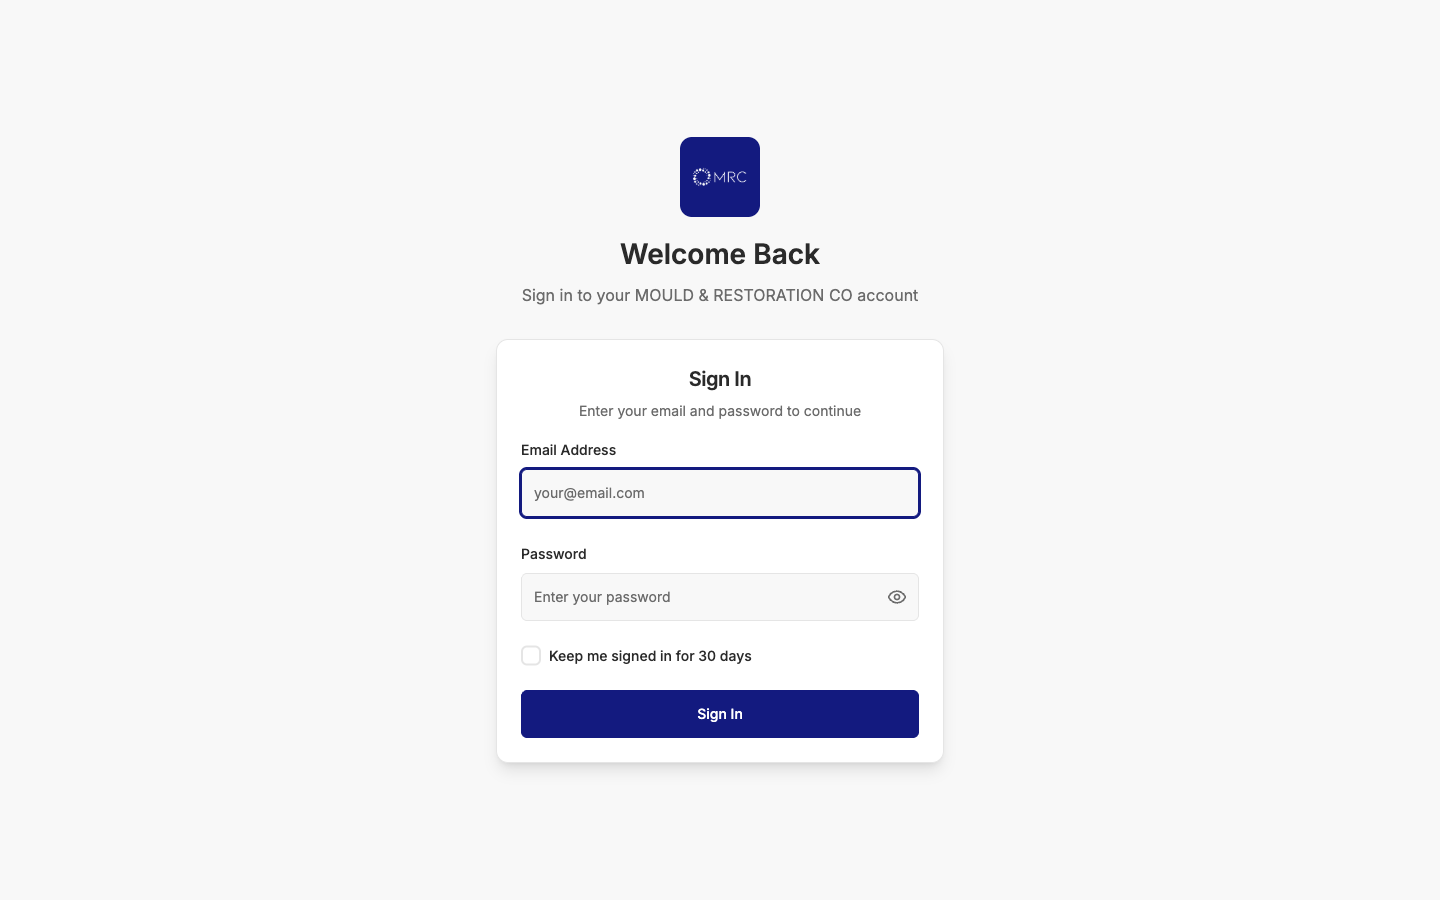 MRC
Welcome Back
Sign in to your MOULD & RESTORATION CO account
Sign In
Enter your email and password to continue
Email Address
your@email.com
Password
Enter your password
Keep me signed in for 30 days
Sign In